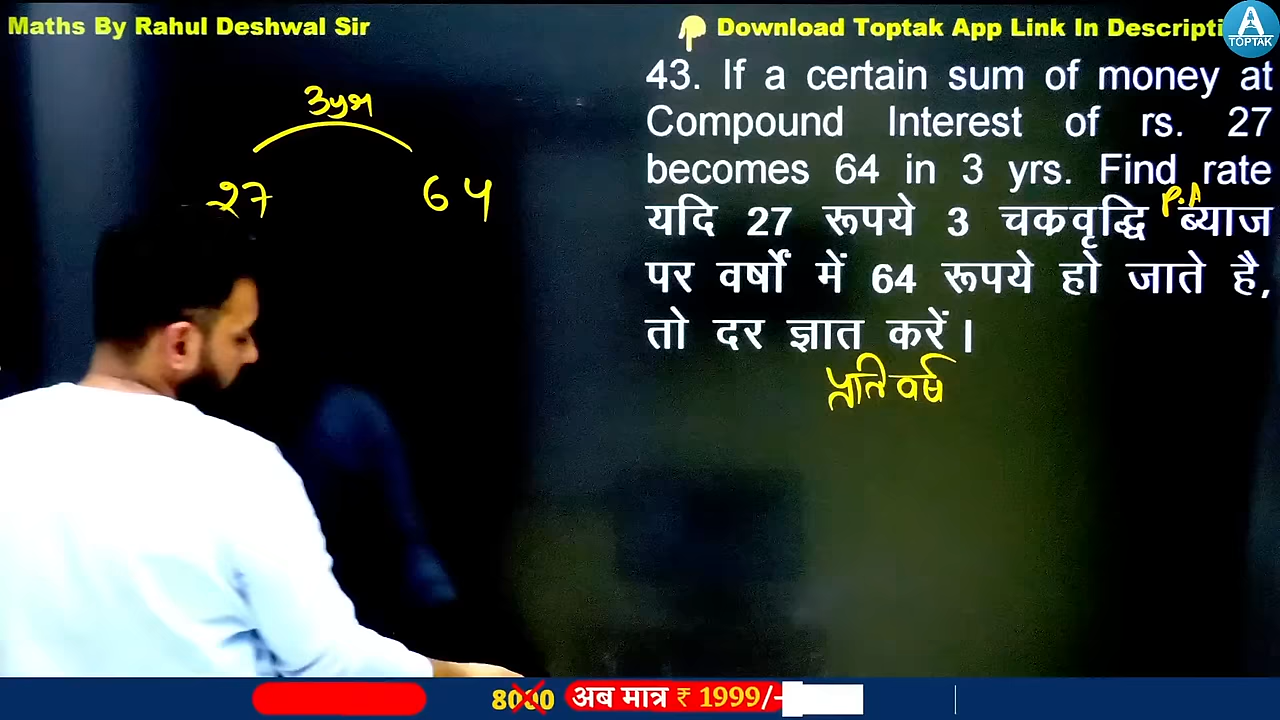 Maths By Rahul Deshwal Sir
Download Toptak App Link In Descripti
TOPTAK
3yr
27 64
43. If a certain sum of money at
Compound Interest of rs. 27
becomes 64 in 3 yrs. Find rate
P.A
यदि 27 रूपये 3 चक्रवृद्धि ब्याज
पर वर्षों में 64 रूपये हो जाते है,
तो दर ज्ञात करें।
प्रति वर्ष
8000 अब मात्र ₹ 1999/-